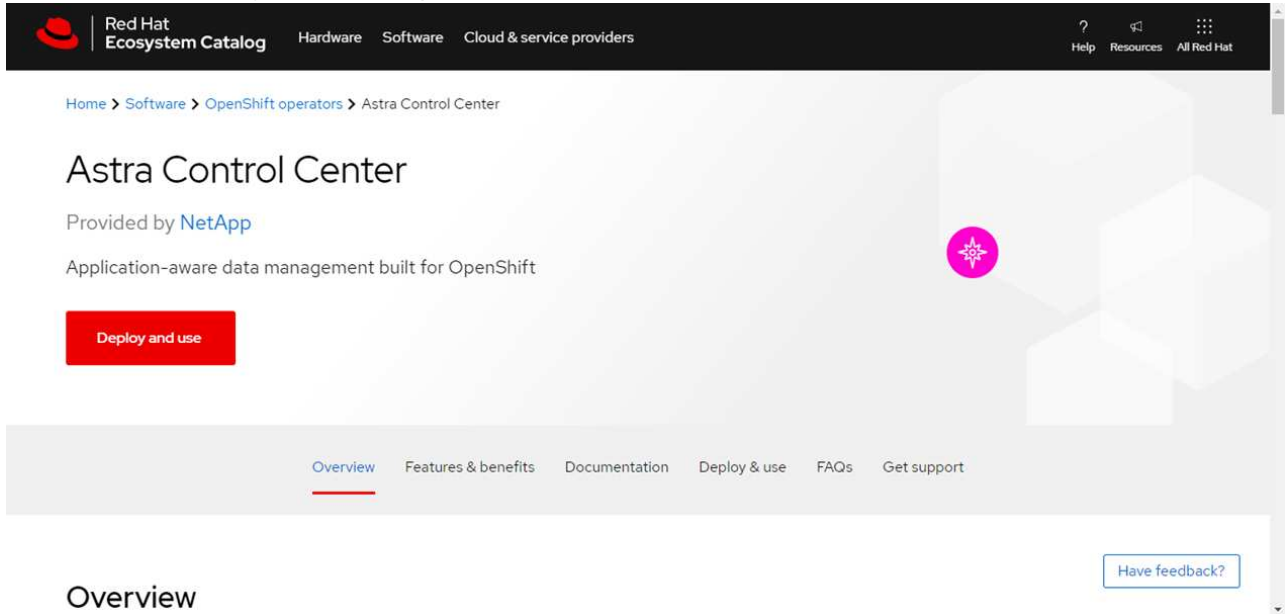 Red Hat
Ecosystem Catalog
Hardware Software Cloud & service providers
? Help Resources All Red Hat
Home > Software > OpenShift operators > Astra Control Center
Astra Control Center
Provided by NetApp
Application-aware data management built for OpenShift
Deploy and use
Overview Features & benefits Documentation Deploy & use FAQs Get support
Have feedback?
Overview